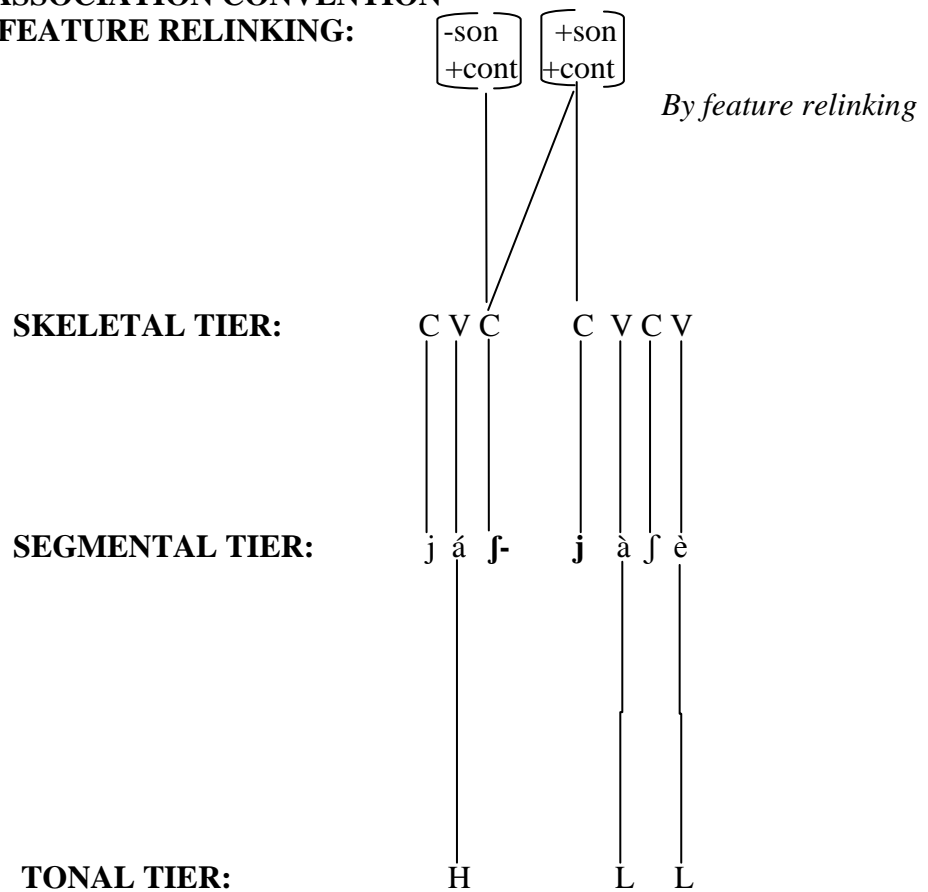 ASSOCIATION CONVENTION
FEATURE RELINKING: -son +son
+cont +cont
By feature relinking
SKELETAL TIER: C V C C V C V
SEGMENTAL TIER: j á ʃ- j à ʃ è
TONAL TIER: H L L